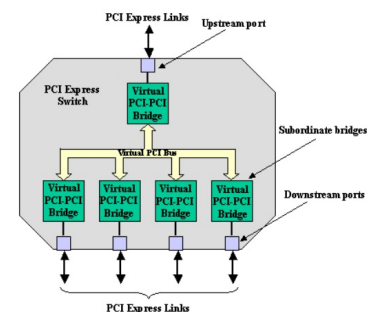 PCI Express Links
Upstream port
PCI Express
Switch
Virtual
PCI-PCI
Bridge
Subordinate bridges
Virtual PCI Bus
Virtual
PCI-PCI
Bridge
Virtual
PCI-PCI
Bridge
Virtual
PCI-PCI
Bridge
Virtual
PCI-PCI
Bridge
Downstream ports
PCI Express Links